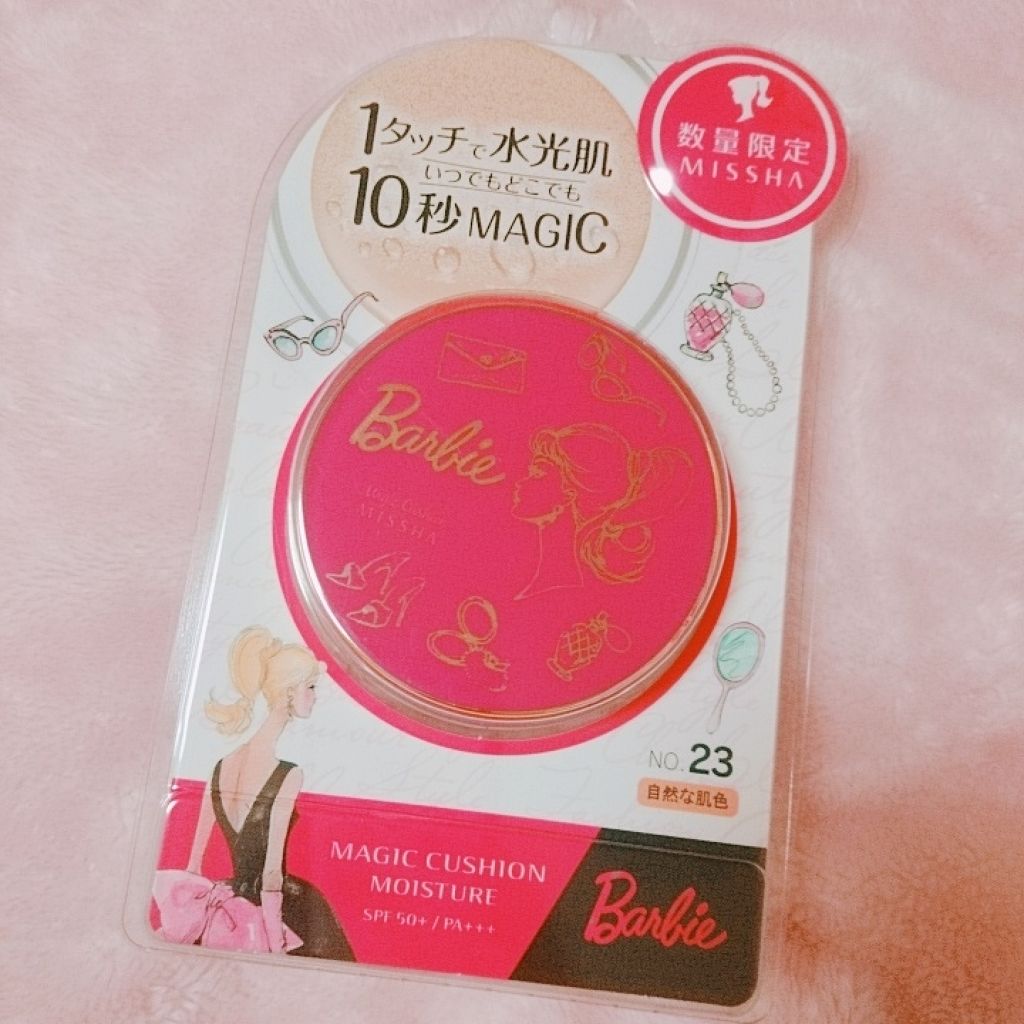 1タッチで水光肌
いつでもどこでも
10秒MAGIC
数量限定
MISSHA
Barbie
Magic Cushion
MISSHA
NO.23
自然な肌色
MAGIC CUSHION
MOISTURE
SPF 50+ / PA+++
Barbie